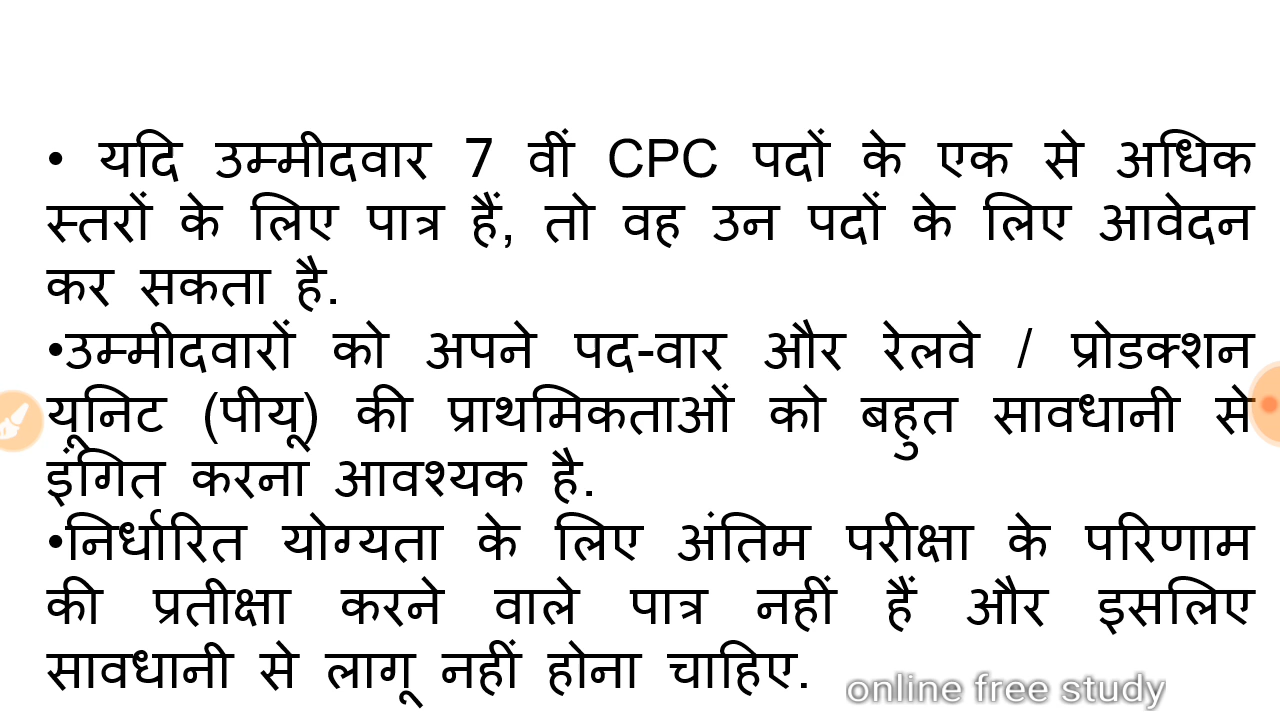 • यदि उम्मीदवार 7 वीं CPC पदों के एक से अधिक
स्तरों के लिए पात्र हैं, तो वह उन पदों के लिए आवेदन
कर सकता है.
•उम्मीदवारों को अपने पद-वार और रेलवे / प्रोडक्शन
यूनिट (पीयू) की प्राथमिकताओं को बहुत सावधानी से
इंगित करना आवश्यक है.
•निर्धारित योग्यता के लिए अंतिम परीक्षा के परिणाम
की प्रतीक्षा करने वाले पात्र नहीं हैं और इसलिए
सावधानी से लागू नहीं होना चाहिए.
online free study